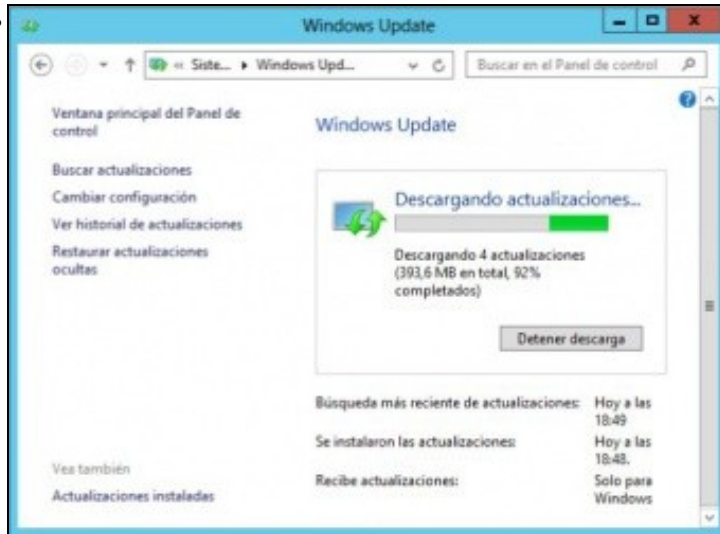 Windows Update
« Siste... ▸ Windows Upd...
Buscar en el Panel de control
Ventana principal del Panel de
control
Buscar actualizaciones
Cambiar configuración
Ver historial de actualizaciones
Restaurar actualizaciones
ocultas
Vea también
Actualizaciones instaladas
Windows Update
Descargando actualizaciones...
Descargando 4 actualizaciones
(393,6 MB en total, 92%
completados)
Detener descarga
Búsqueda más reciente de actualizaciones: Hoy a las
18:49
Se instalaron las actualizaciones: Hoy a las
18:48.
Recibe actualizaciones: Solo para
Windows